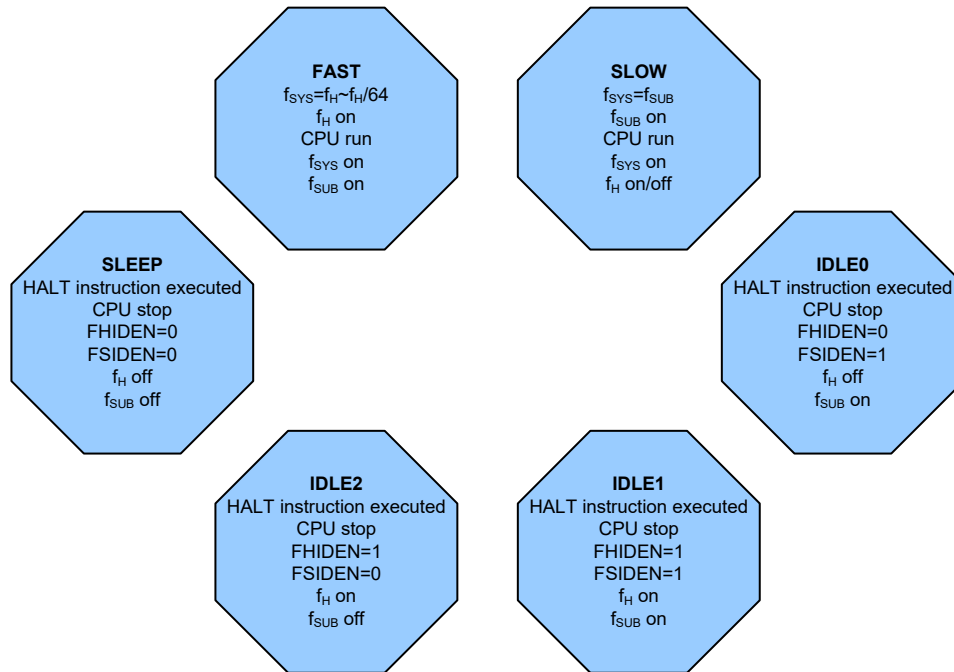 FAST
fSYS=fH~fH/64
fH on
CPU run
fSYS on
fSUB on
SLOW
fSYS=fSUB
fSUB on
CPU run
fSYS on
fH on/off
SLEEP
HALT instruction executed
CPU stop
FHIDEN=0
FSIDEN=0
fH off
fSUB off
IDLE0
HALT instruction executed
CPU stop
FHIDEN=0
FSIDEN=1
fH off
fSUB on
IDLE2
HALT instruction executed
CPU stop
FHIDEN=1
FSIDEN=0
fH on
fSUB off
IDLE1
HALT instruction executed
CPU stop
FHIDEN=1
FSIDEN=1
fH on
fSUB on